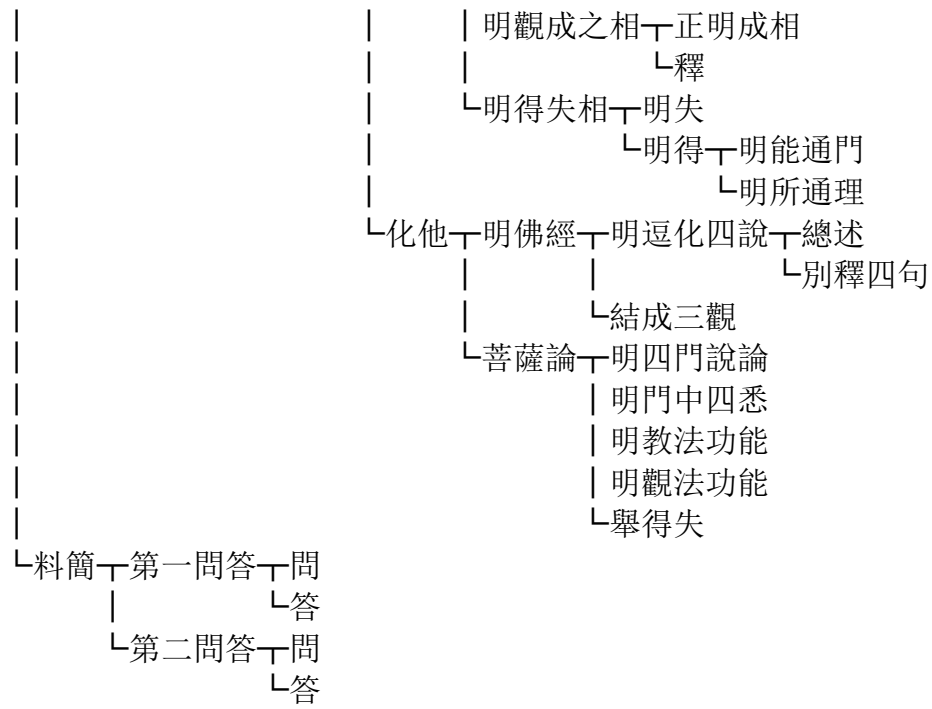 ｜ ｜ ｜明觀成之相┬正明成相
｜ ｜ ｜ └釋
｜ ｜ └明得失相┬明失
｜ ｜ └明得┬明能通門
｜ ｜ └明所通理
｜ └化他┬明佛經┬明逗化四說┬總述
｜ ｜ ｜ └別釋四句
｜ ｜ └結成三觀
｜ └菩薩論┬明四門說論
｜ ｜明門中四悉
｜ ｜明教法功能
｜ ｜明觀法功能
｜ └舉得失
└料簡┬第一問答┬問
｜ └答
└第二問答┬問
└答